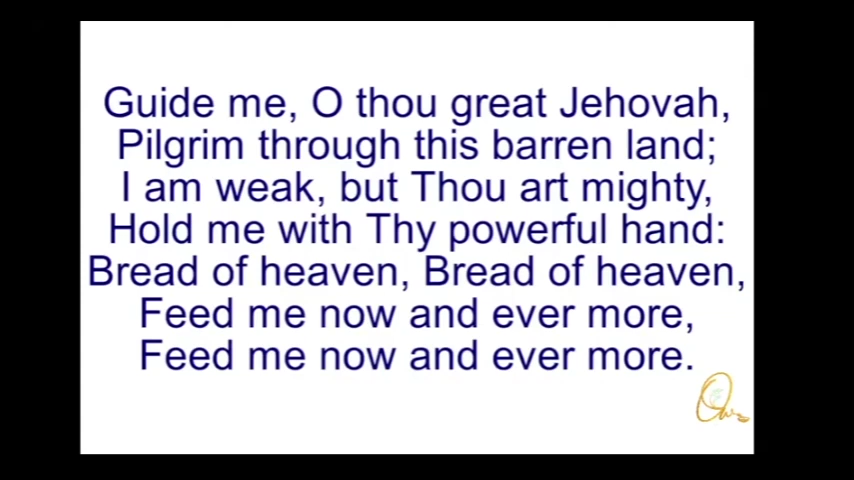 Guide me, O thou great Jehovah,
Pilgrim through this barren land;
I am weak, but Thou art mighty,
Hold me with Thy powerful hand:
Bread of heaven, Bread of heaven,
Feed me now and ever more,
Feed me now and ever more.